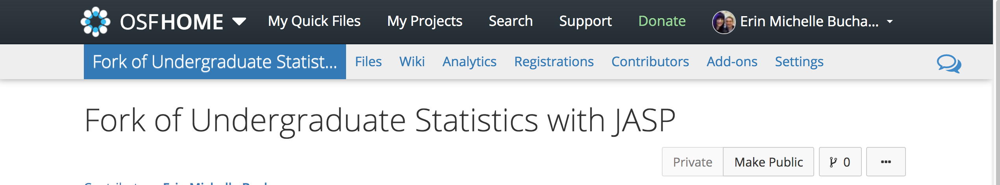 OSFHOME My Quick Files My Projects Search Support Donate Erin Michelle Bucha...
Fork of Undergraduate Statist... Files Wiki Analytics Registrations Contributors Add-ons Settings
Fork of Undergraduate Statistics with JASP
Private Make Public 0 ...